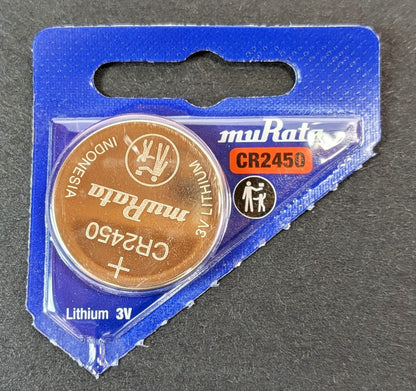 muRata
CR2450
INDONESIA
muRata
3V LITHIUM
CR2450
+
Lithium 3V